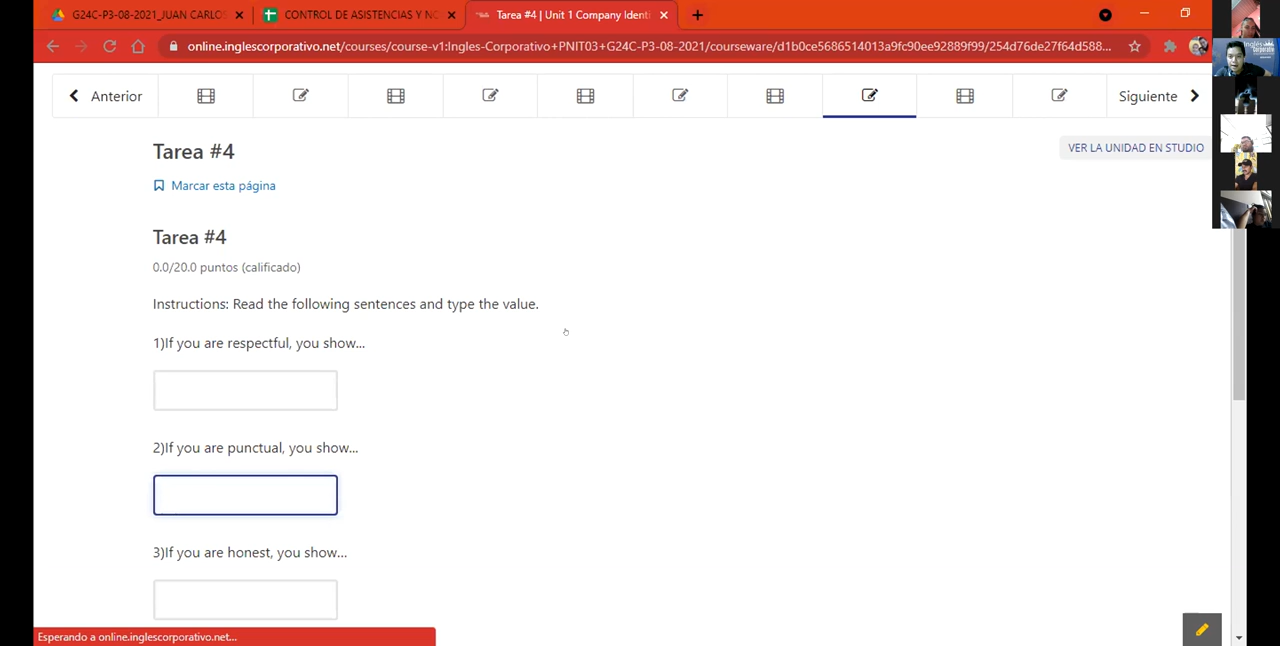 G24C-P3-08-2021_JUAN CARLOS
CONTROL DE ASISTENCIAS Y NO
Tarea #4 | Unit 1 Company Identi
online.inglescorporativo.net/courses/course-v1:Ingles-Corporativo+PNIT03+G24C-P3-08-2021/courseware/d1b0ce5686514013a9fc90ee92889f99/254d76de27f64d588...
Anterior
Siguiente
Tarea #4
VER LA UNIDAD EN STUDIO
Marcar esta página
Tarea #4
0.0/20.0 puntos (calificado)
Instructions: Read the following sentences and type the value.
1)If you are respectful, you show...
2)If you are punctual, you show...
3)If you are honest, you show...
Esperando a online.inglescorporativo.net...